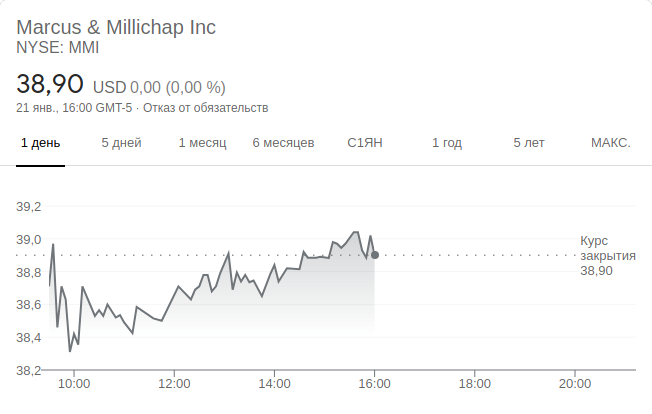 Marcus & Millichap Inc
NYSE: MMI
38,90 USD 0,00 (0,00 %)
21 янв., 16:00 GMT-5 · Отказ от обязательств
1 день 5 дней 1 месяц 6 месяцев С1ЯН 1 год 5 лет МАКС.
39,2
39,0
38,8
38,6
38,4
38,2
Курс
закрытия
38,90
10:00 12:00 14:00 16:00 18:00 20:00